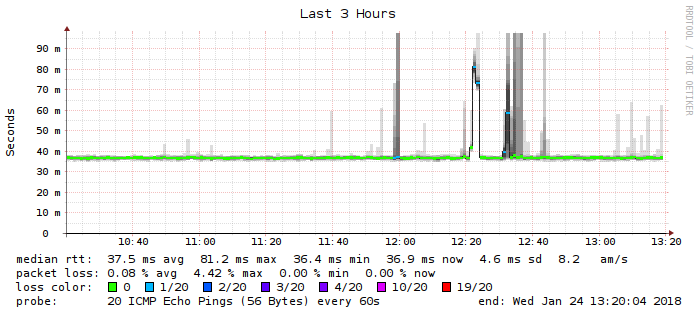 Last 3 Hours
RRDTOOL / TOBI OETIKER
Seconds
90 m
80 m
70 m
60 m
50 m
40 m
30 m
20 m
10 m
0
10:40 11:00 11:20 11:40 12:00 12:20 12:40 13:00 13:20
median rtt: 37.5 ms avg 81.2 ms max 36.4 ms min 36.9 ms now 4.6 ms sd 8.2 am/s
packet loss: 0.08 % avg 4.42 % max 0.00 % min 0.00 % now
loss color: 0 1/20 2/20 3/20 4/20 10/20 19/20
probe: 20 ICMP Echo Pings (56 Bytes) every 60s end: Wed Jan 24 13:20:04 2018